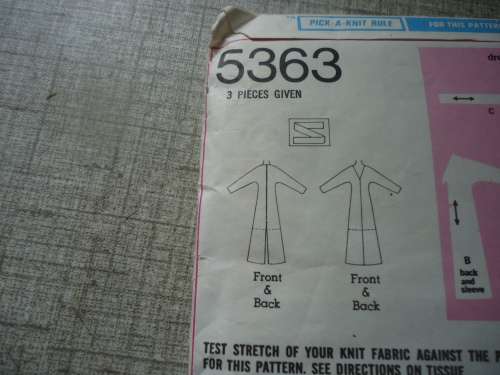 PICK-A-KNIT RULE
FOR THIS PATTERN
5363
3 PIECES GIVEN
C
B
back
and
sleeve
Front
&
Back
Front
&
Back
TEST STRETCH OF YOUR KNIT FABRIC AGAINST THE
FOR THIS PATTERN. SEE DIRECTIONS ON TISSUE